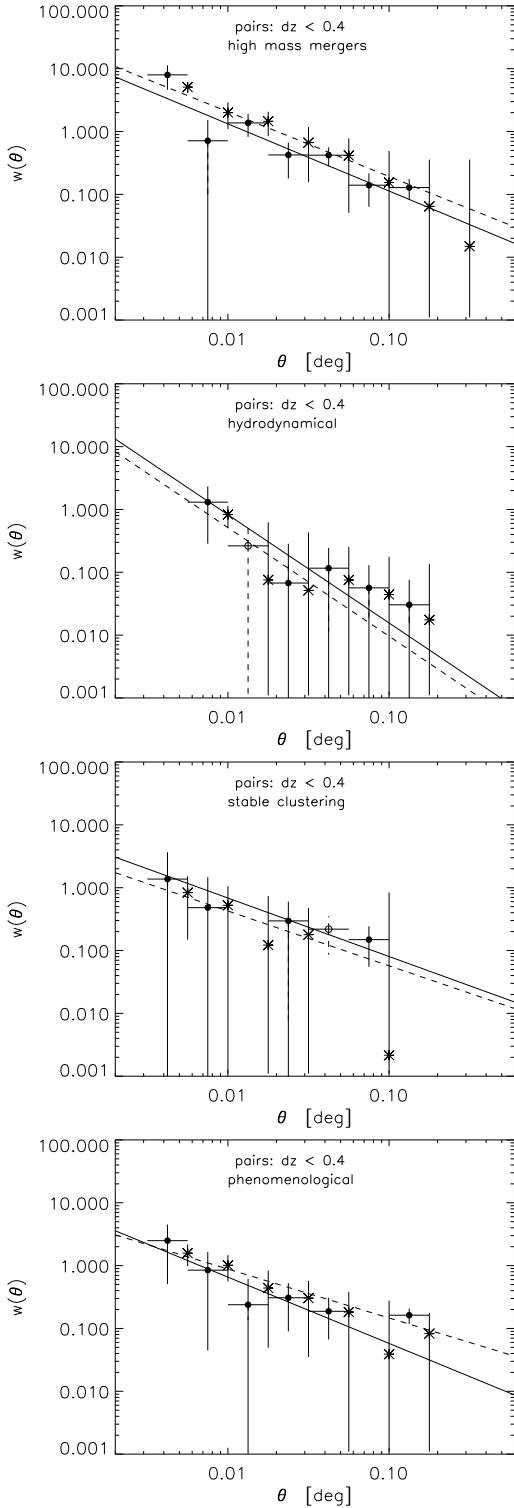 100.000
pairs: dz < 0.4
high mass mergers
10.000
1.000
w(θ)
0.100
0.010
0.001
0.01 0.10
θ [deg]
100.000
pairs: dz < 0.4
hydrodynamical
10.000
1.000
w(θ)
0.100
0.010
0.001
0.01 0.10
θ [deg]
100.000
pairs: dz < 0.4
stable clustering
10.000
1.000
w(θ)
0.100
0.010
0.001
0.01 0.10
θ [deg]
100.000
pairs: dz < 0.4
phenomenological
10.000
1.000
w(θ)
0.100
0.010
0.001
0.01 0.10
θ [deg]